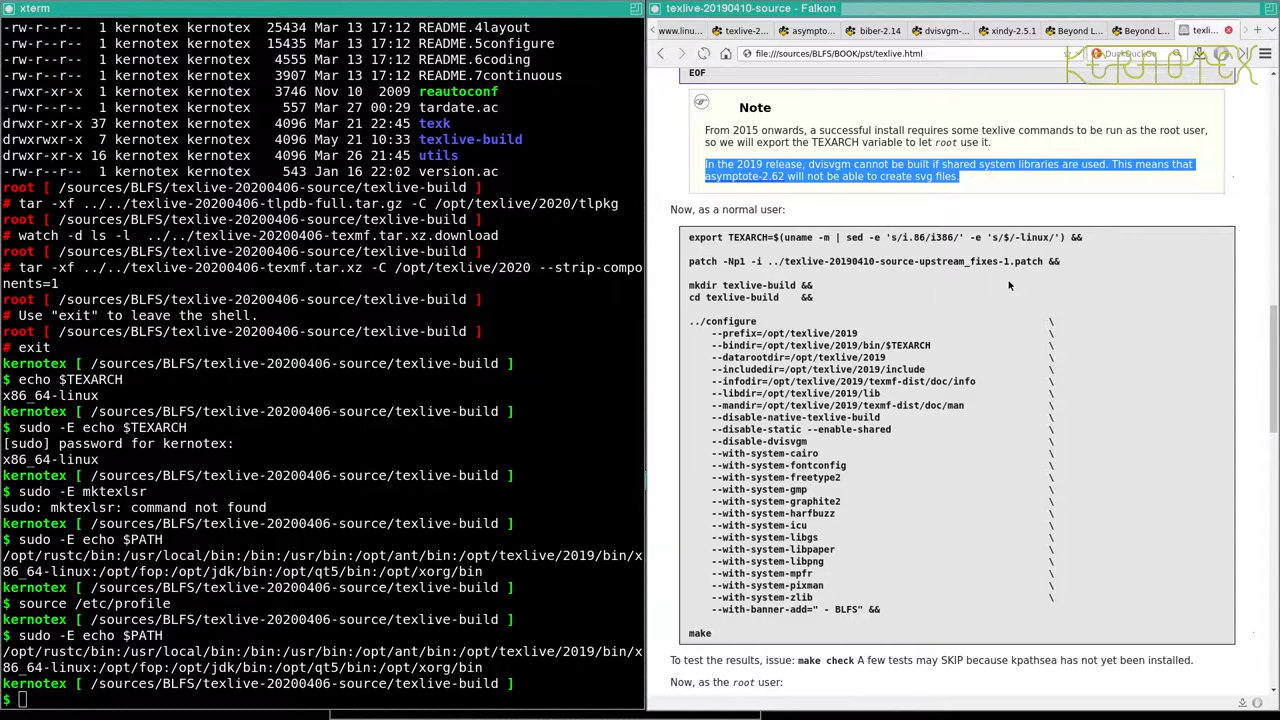 xterm
-rw-r--r--  1 kernotex kernotex  25434 Mar 13 17:12 README.4layout
-rw-r--r--  1 kernotex kernotex  15435 Mar 13 17:12 README.5configure
-rw-r--r--  1 kernotex kernotex   4555 Mar 13 17:12 README.6coding
-rw-r--r--  1 kernotex kernotex   3907 Mar 13 17:12 README.7continuous
-rwxr-xr-x  1 kernotex kernotex   3746 Nov 10  2009 reautoconf
-rw-r--r--  1 kernotex kernotex    557 Mar 27 00:29 tardate.ac
drwxr-xr-x 37 kernotex kernotex   4096 Mar 21 22:45 texk
drwxrwxr-x  7 kernotex kernotex   4096 May 21 10:33 texlive-build
drwxr-xr-x 16 kernotex kernotex   4096 Mar 26 21:45 utils
-rw-r--r--  1 kernotex kernotex    543 Jan 16 22:02 version.ac
root [ /sources/BLFS/texlive-20200406-source/texlive-build ]
# tar -xf ../../texlive-20200406-tlpdb-full.tar.gz -C /opt/texlive/2020/tlpkg
root [ /sources/BLFS/texlive-20200406-source/texlive-build ]
# watch -d ls -l  ../../texlive-20200406-texmf.tar.xz.download
root [ /sources/BLFS/texlive-20200406-source/texlive-build ]
# tar -xf ../../texlive-20200406-texmf.tar.xz -C /opt/texlive/2020 --strip-compo
nents=1
root [ /sources/BLFS/texlive-20200406-source/texlive-build ]
# Use "exit" to leave the shell.
root [ /sources/BLFS/texlive-20200406-source/texlive-build ]
# exit
kernotex [ /sources/BLFS/texlive-20200406-source/texlive-build ]
$ echo $TEXARCH
x86_64-linux
kernotex [ /sources/BLFS/texlive-20200406-source/texlive-build ]
$ sudo -E echo $TEXARCH
[sudo] password for kernotex:
x86_64-linux
kernotex [ /sources/BLFS/texlive-20200406-source/texlive-build ]
$ sudo -E mktexlsr
sudo: mktexlsr: command not found
kernotex [ /sources/BLFS/texlive-20200406-source/texlive-build ]
$ sudo -E echo $PATH
/opt/rustc/bin:/usr/local/bin:/bin:/usr/bin:/opt/ant/bin:/opt/texlive/2019/bin/x
86_64-linux:/opt/fop:/opt/jdk/bin:/opt/qt5/bin:/opt/xorg/bin
kernotex [ /sources/BLFS/texlive-20200406-source/texlive-build ]
$ source /etc/profile
kernotex [ /sources/BLFS/texlive-20200406-source/texlive-build ]
$ sudo -E echo $PATH
/opt/rustc/bin:/usr/local/bin:/bin:/usr/bin:/opt/ant/bin:/opt/texlive/2019/bin/x
86_64-linux:/opt/fop:/opt/jdk/bin:/opt/qt5/bin:/opt/xorg/bin
kernotex [ /sources/BLFS/texlive-20200406-source/texlive-build ]
$
texlive-20190410-source - Falkon
www.linu... texlive-2... asympto... biber-2.14 dvisvgm-... xindy-2.5.1 Beyond L... Beyond L... texli...
file:///sources/BLFS/BOOK/pst/texlive.html DuckDuckGo
KERNOTEX
EOF
Note
From 2015 onwards, a successful install requires some texlive commands to be run as the root user,
so we will export the TEXARCH variable to let root use it.
In the 2019 release, dvisvgm cannot be built if shared system libraries are used. This means that
asymptote-2.62 will not be able to create svg files.
Now, as a normal user:
export TEXARCH=$(uname -m | sed -e 's/i.86/i386/' -e 's/$/-linux/') &&
patch -Np1 -i ../texlive-20190410-source-upstream_fixes-1.patch &&
mkdir texlive-build &&
cd texlive-build    &&
../configure \
--prefix=/opt/texlive/2019 \
--bindir=/opt/texlive/2019/bin/$TEXARCH \
--datarootdir=/opt/texlive/2019 \
--includedir=/opt/texlive/2019/include \
--infodir=/opt/texlive/2019/texmf-dist/doc/info \
--libdir=/opt/texlive/2019/lib \
--mandir=/opt/texlive/2019/texmf-dist/doc/man \
--disable-native-texlive-build \
--disable-static --enable-shared \
--disable-dvisvgm \
--with-system-cairo \
--with-system-fontconfig \
--with-system-freetype2 \
--with-system-gmp \
--with-system-graphite2 \
--with-system-harfbuzz \
--with-system-icu \
--with-system-libgs \
--with-system-libpaper \
--with-system-libpng \
--with-system-mpfr \
--with-system-pixman \
--with-system-zlib \
--with-banner-add=" - BLFS" &&
make
To test the results, issue: make check A few tests may SKIP because kpathsea has not yet been installed.
Now, as the root user: